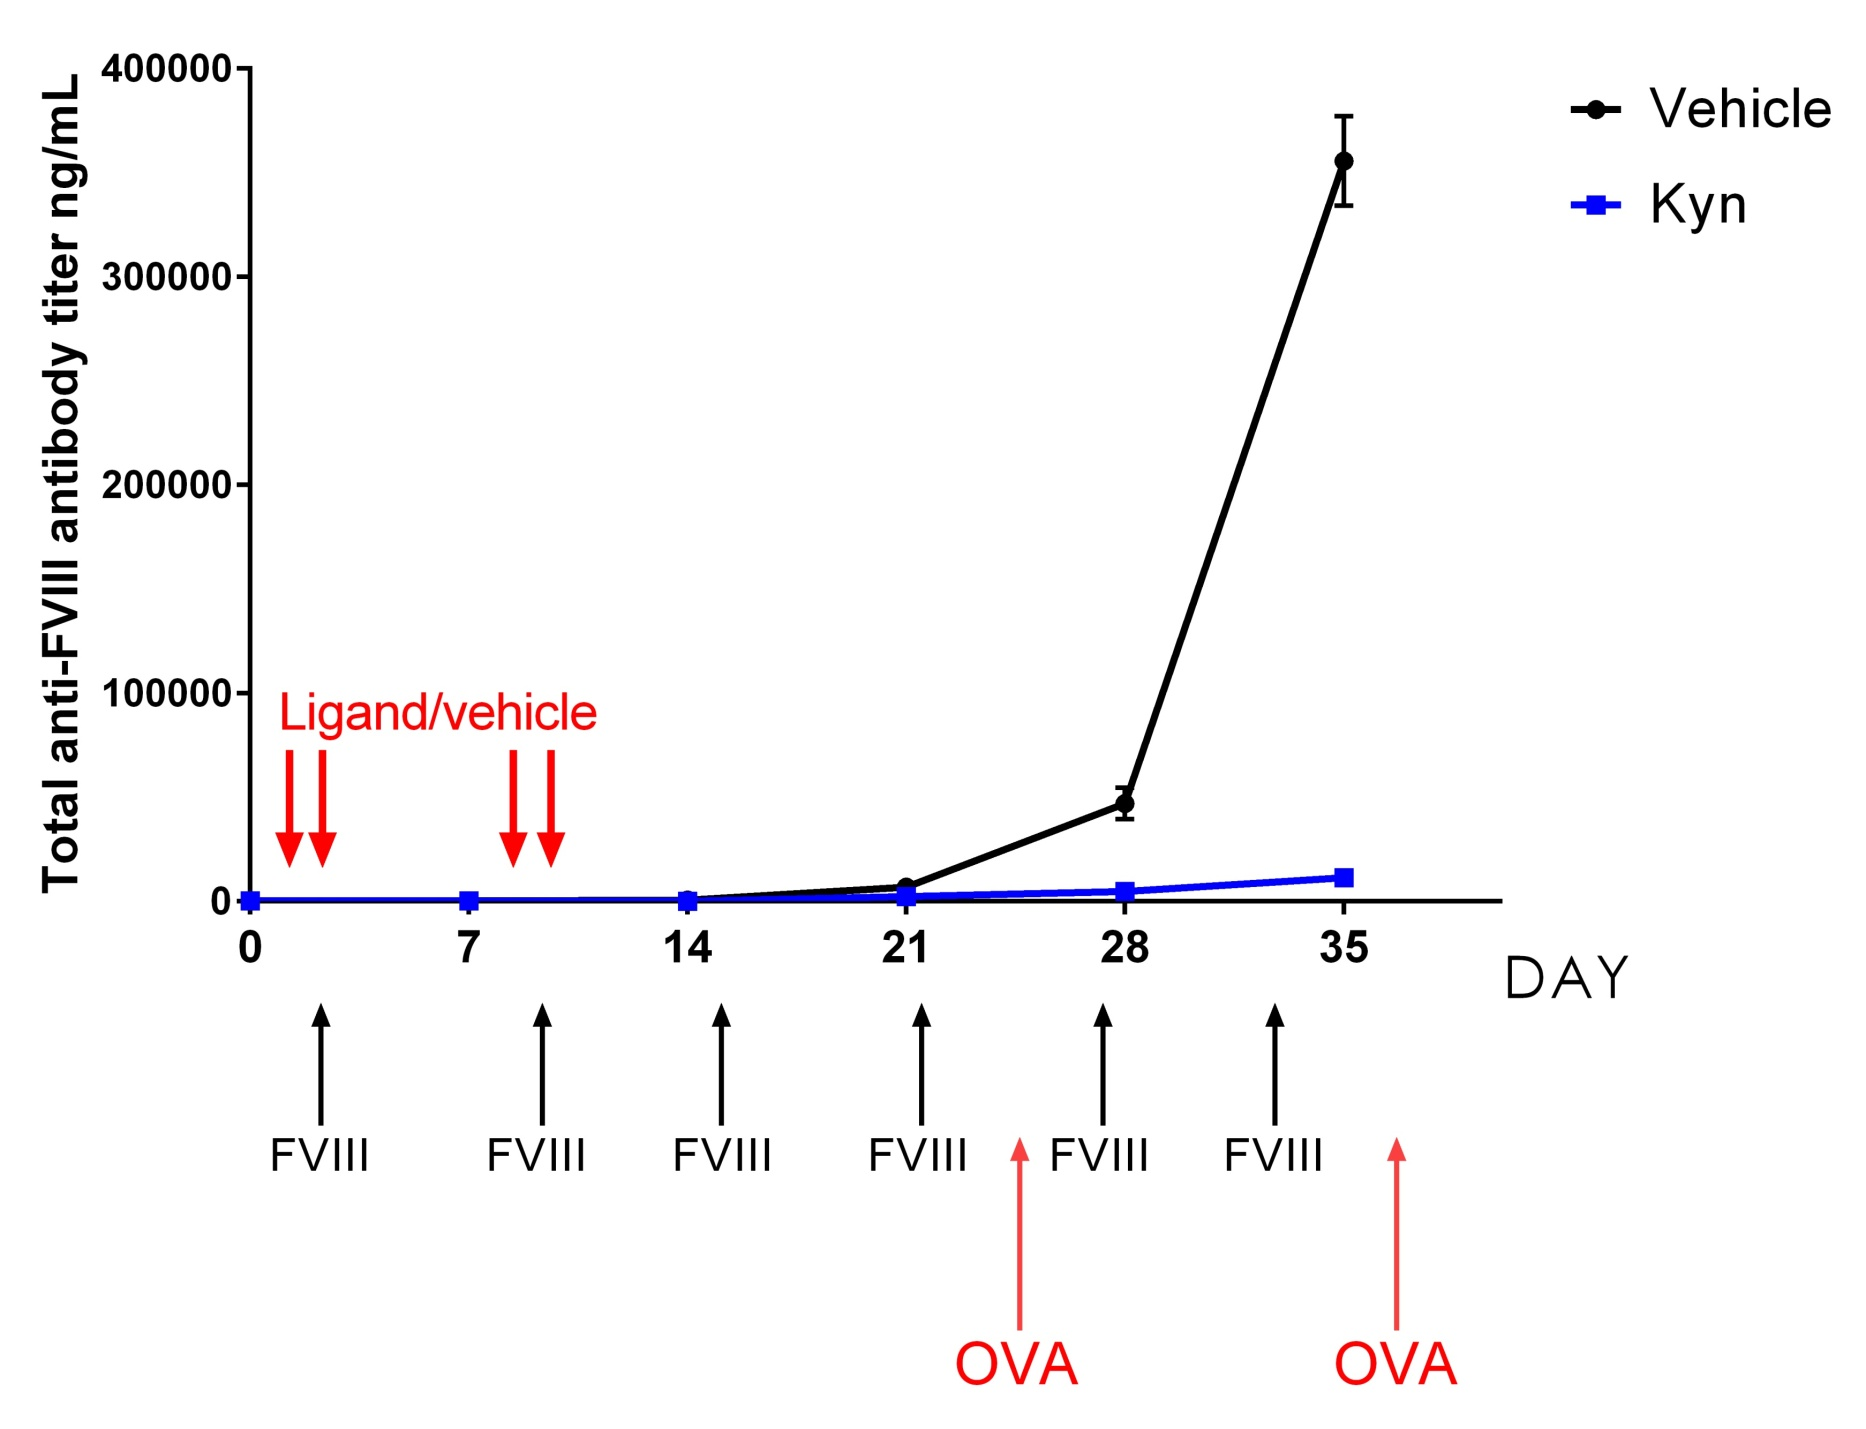 Total anti-FVIII antibody titer ng/mL
400000
300000
200000
100000
0
Vehicle
Kyn
Ligand/vehicle
0 7 14 21 28 35
DAY
FVIII FVIII FVIII FVIII FVIII FVIII
OVA OVA